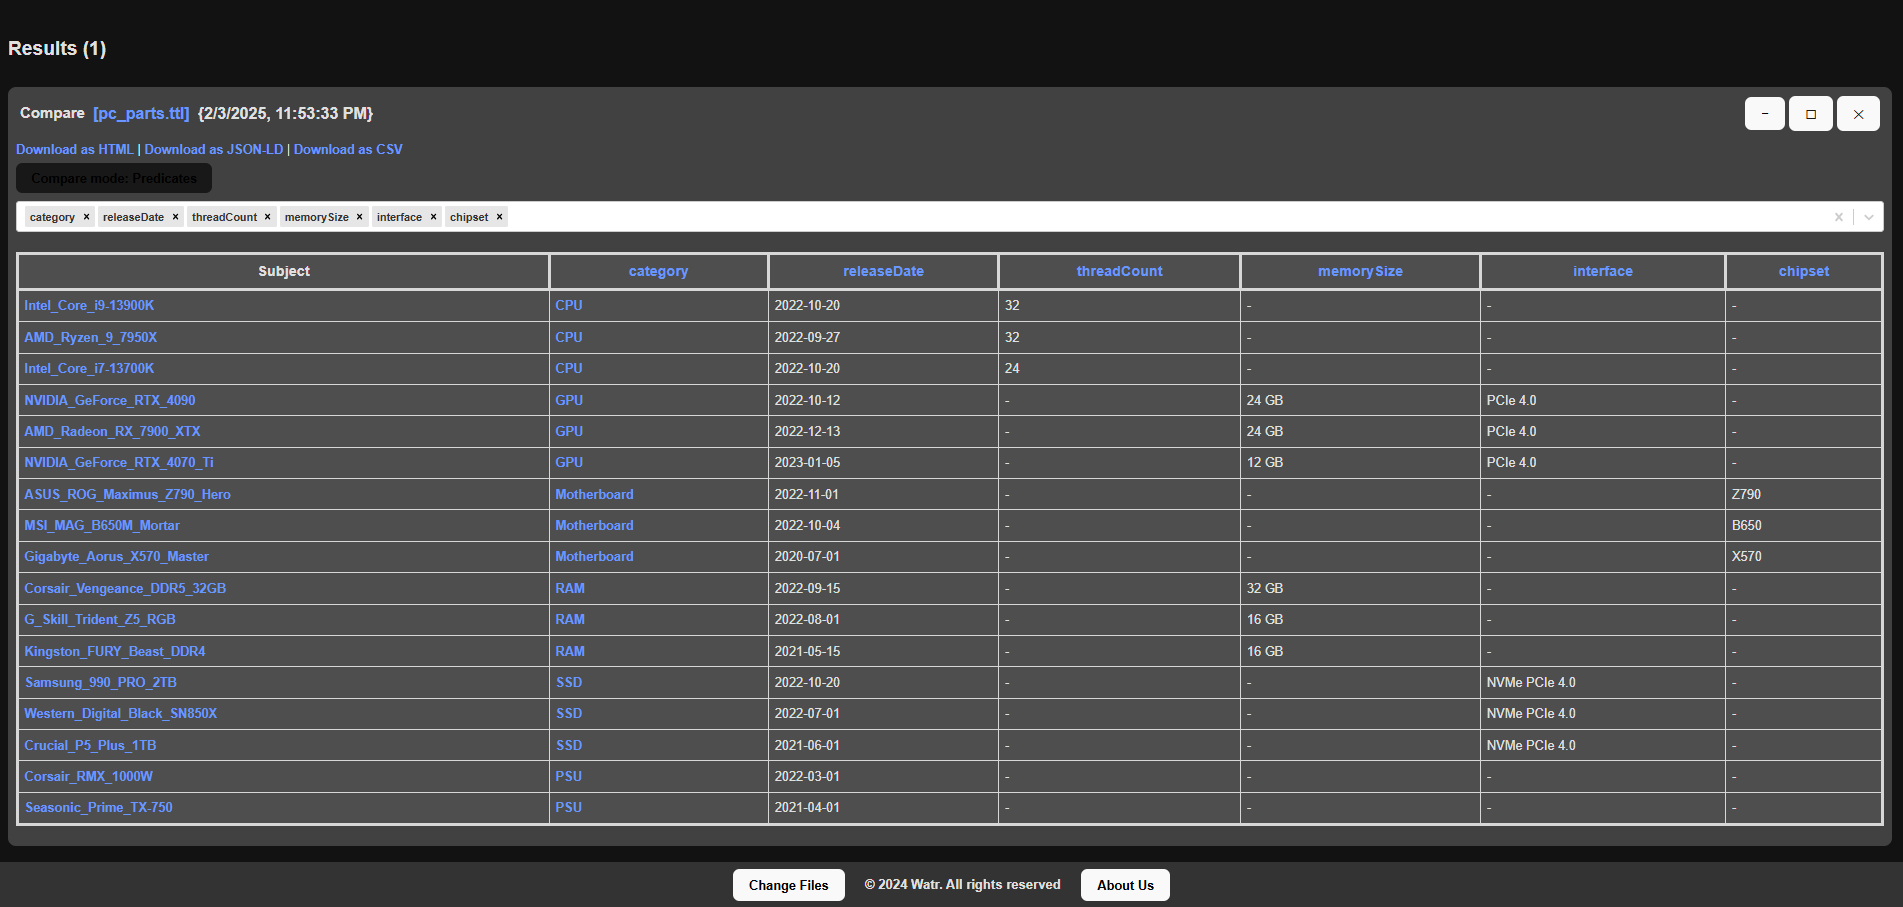 Results (1)
Compare [pc_parts.ttl] {2/3/2025, 11:53:33 PM}
Download as HTML | Download as JSON-LD | Download as CSV
Compare mode: Predicates
category × releaseDate × threadCount × memorySize × interface × chipset ×
Subject category releaseDate threadCount memorySize interface chipset
Intel_Core_i9-13900K CPU 2022-10-20 32 - - -
AMD_Ryzen_9_7950X CPU 2022-09-27 32 - - -
Intel_Core_i7-13700K CPU 2022-10-20 24 - - -
NVIDIA_GeForce_RTX_4090 GPU 2022-10-12 - 24 GB PCIe 4.0 -
AMD_Radeon_RX_7900_XTX GPU 2022-12-13 - 24 GB PCIe 4.0 -
NVIDIA_GeForce_RTX_4070_Ti GPU 2023-01-05 - 12 GB PCIe 4.0 -
ASUS_ROG_Maximus_Z790_Hero Motherboard 2022-11-01 - - - Z790
MSI_MAG_B650M_Mortar Motherboard 2022-10-04 - - - B650
Gigabyte_Aorus_X570_Master Motherboard 2020-07-01 - - - X570
Corsair_Vengeance_DDR5_32GB RAM 2022-09-15 - 32 GB - -
G_Skill_Trident_Z5_RGB RAM 2022-08-01 - 16 GB - -
Kingston_FURY_Beast_DDR4 RAM 2021-05-15 - 16 GB - -
Samsung_990_PRO_2TB SSD 2022-10-20 - - NVMe PCIe 4.0 -
Western_Digital_Black_SN850X SSD 2022-07-01 - - NVMe PCIe 4.0 -
Crucial_P5_Plus_1TB SSD 2021-06-01 - - NVMe PCIe 4.0 -
Corsair_RMX_1000W PSU 2022-03-01 - - - -
Seasonic_Prime_TX-750 PSU 2021-04-01 - - - -
Change Files © 2024 Watr. All rights reserved About Us